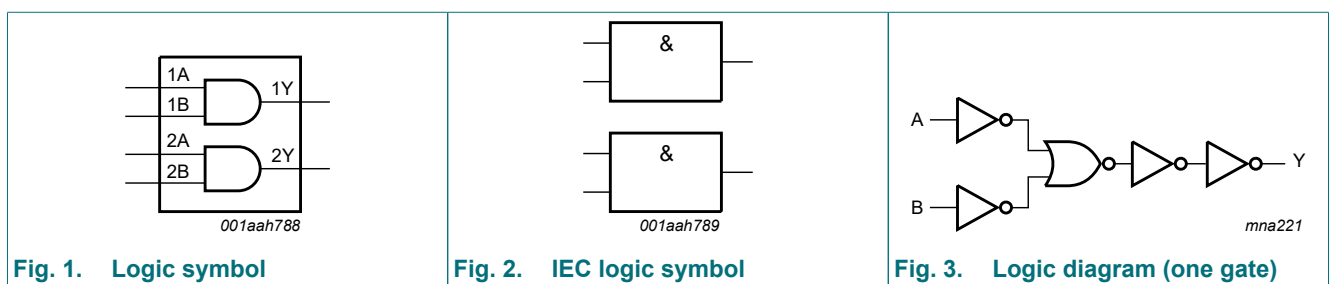 1A
1Y
1B
2A
2Y
2B
001aah788
Fig. 1. Logic symbol
&
&
001aah789
Fig. 2. IEC logic symbol
A
Y
B
mna221
Fig. 3. Logic diagram (one gate)